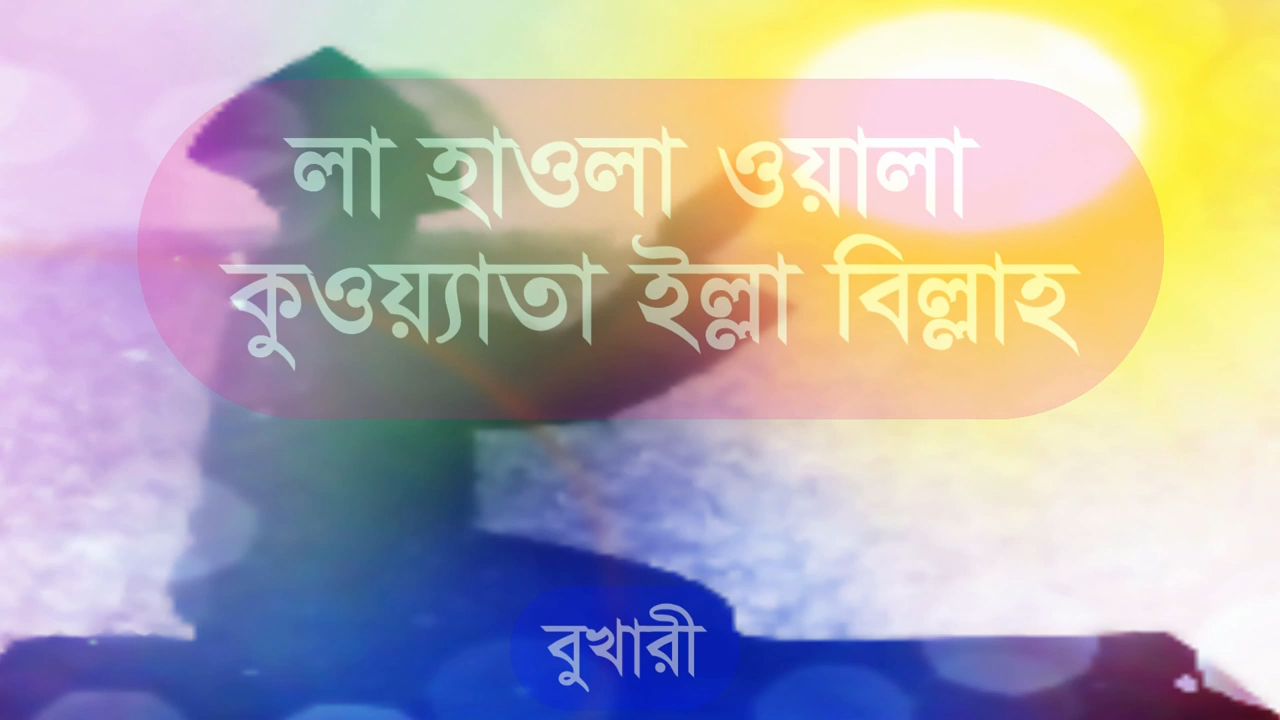 লা হাওলা ওয়ালা
কুওয়্যাতা ইল্লা বিল্লাহ
বুখারী